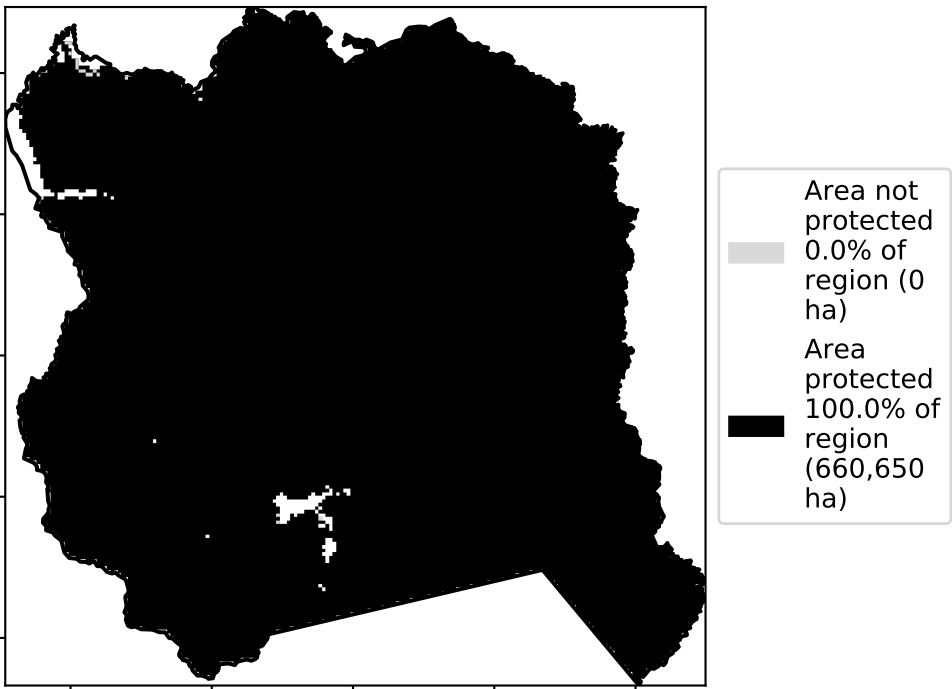 Area not
protected
0.0% of
region (0
ha)
Area
protected
100.0% of
region
(660,650
ha)